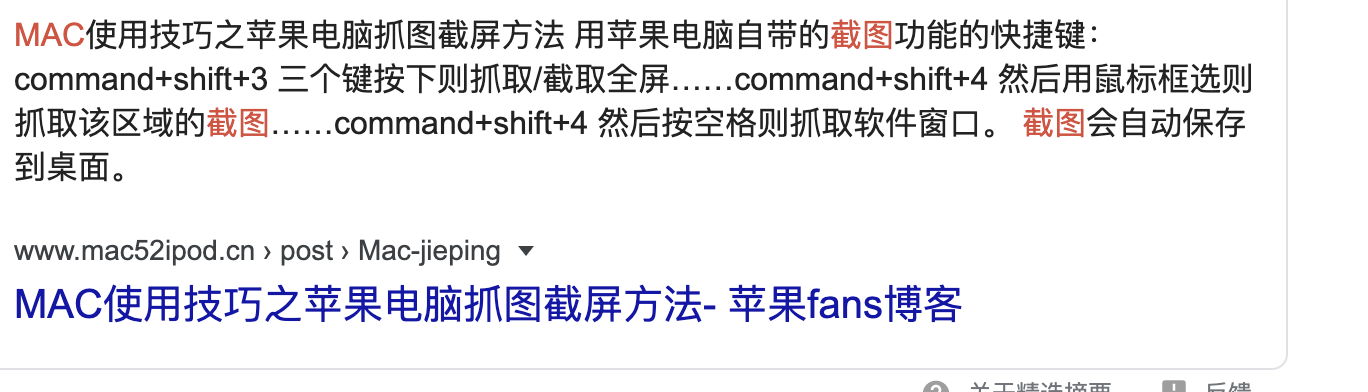 MAC使用技巧之苹果电脑抓图截屏方法 用苹果电脑自带的截图功能的快捷键：
command+shift+3 三个键按下则抓取/截取全屏……command+shift+4 然后用鼠标框选则
抓取该区域的截图……command+shift+4 然后按空格则抓取软件窗口。 截图会自动保存
到桌面。
www.mac52ipod.cn › post › Mac-jieping
MAC使用技巧之苹果电脑抓图截屏方法- 苹果fans博客
关于精选摘要 反馈